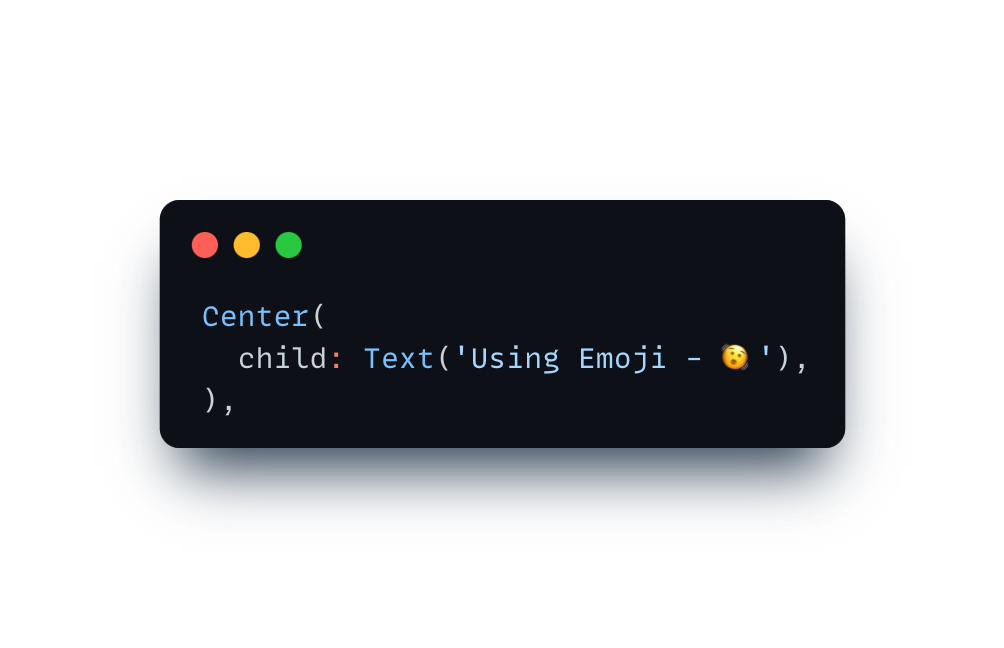 Center(
  child: Text('Using Emoji - 🫨 '),
),